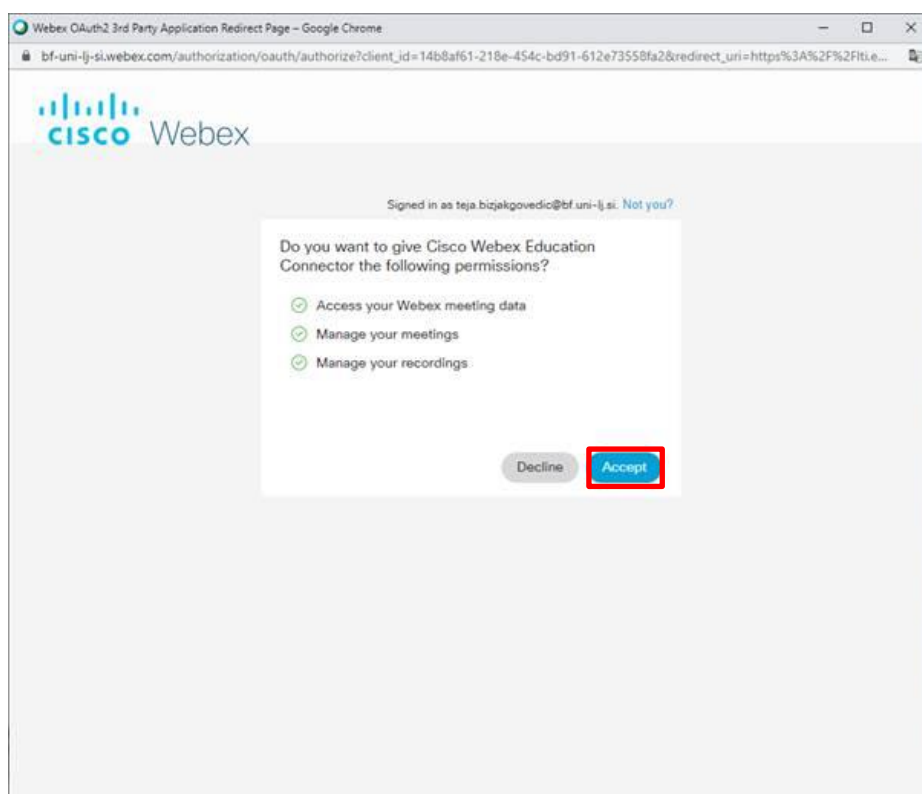 Webex OAuth2 3rd Party Application Redirect Page – Google Chrome
bf-uni-lj-si.webex.com/authorization/oauth/authorize?client_id=14b8af61-218e-454c-bd91-612e73558fa2&redirect_uri=https%3A%2F%2Flti.e...
CISCO Webex
Signed in as teja.bizjakgovedic@bf.uni-lj.si. Not you?
Do you want to give Cisco Webex Education
Connector the following permissions?
Access your Webex meeting data
Manage your meetings
Manage your recordings
Decline Accept